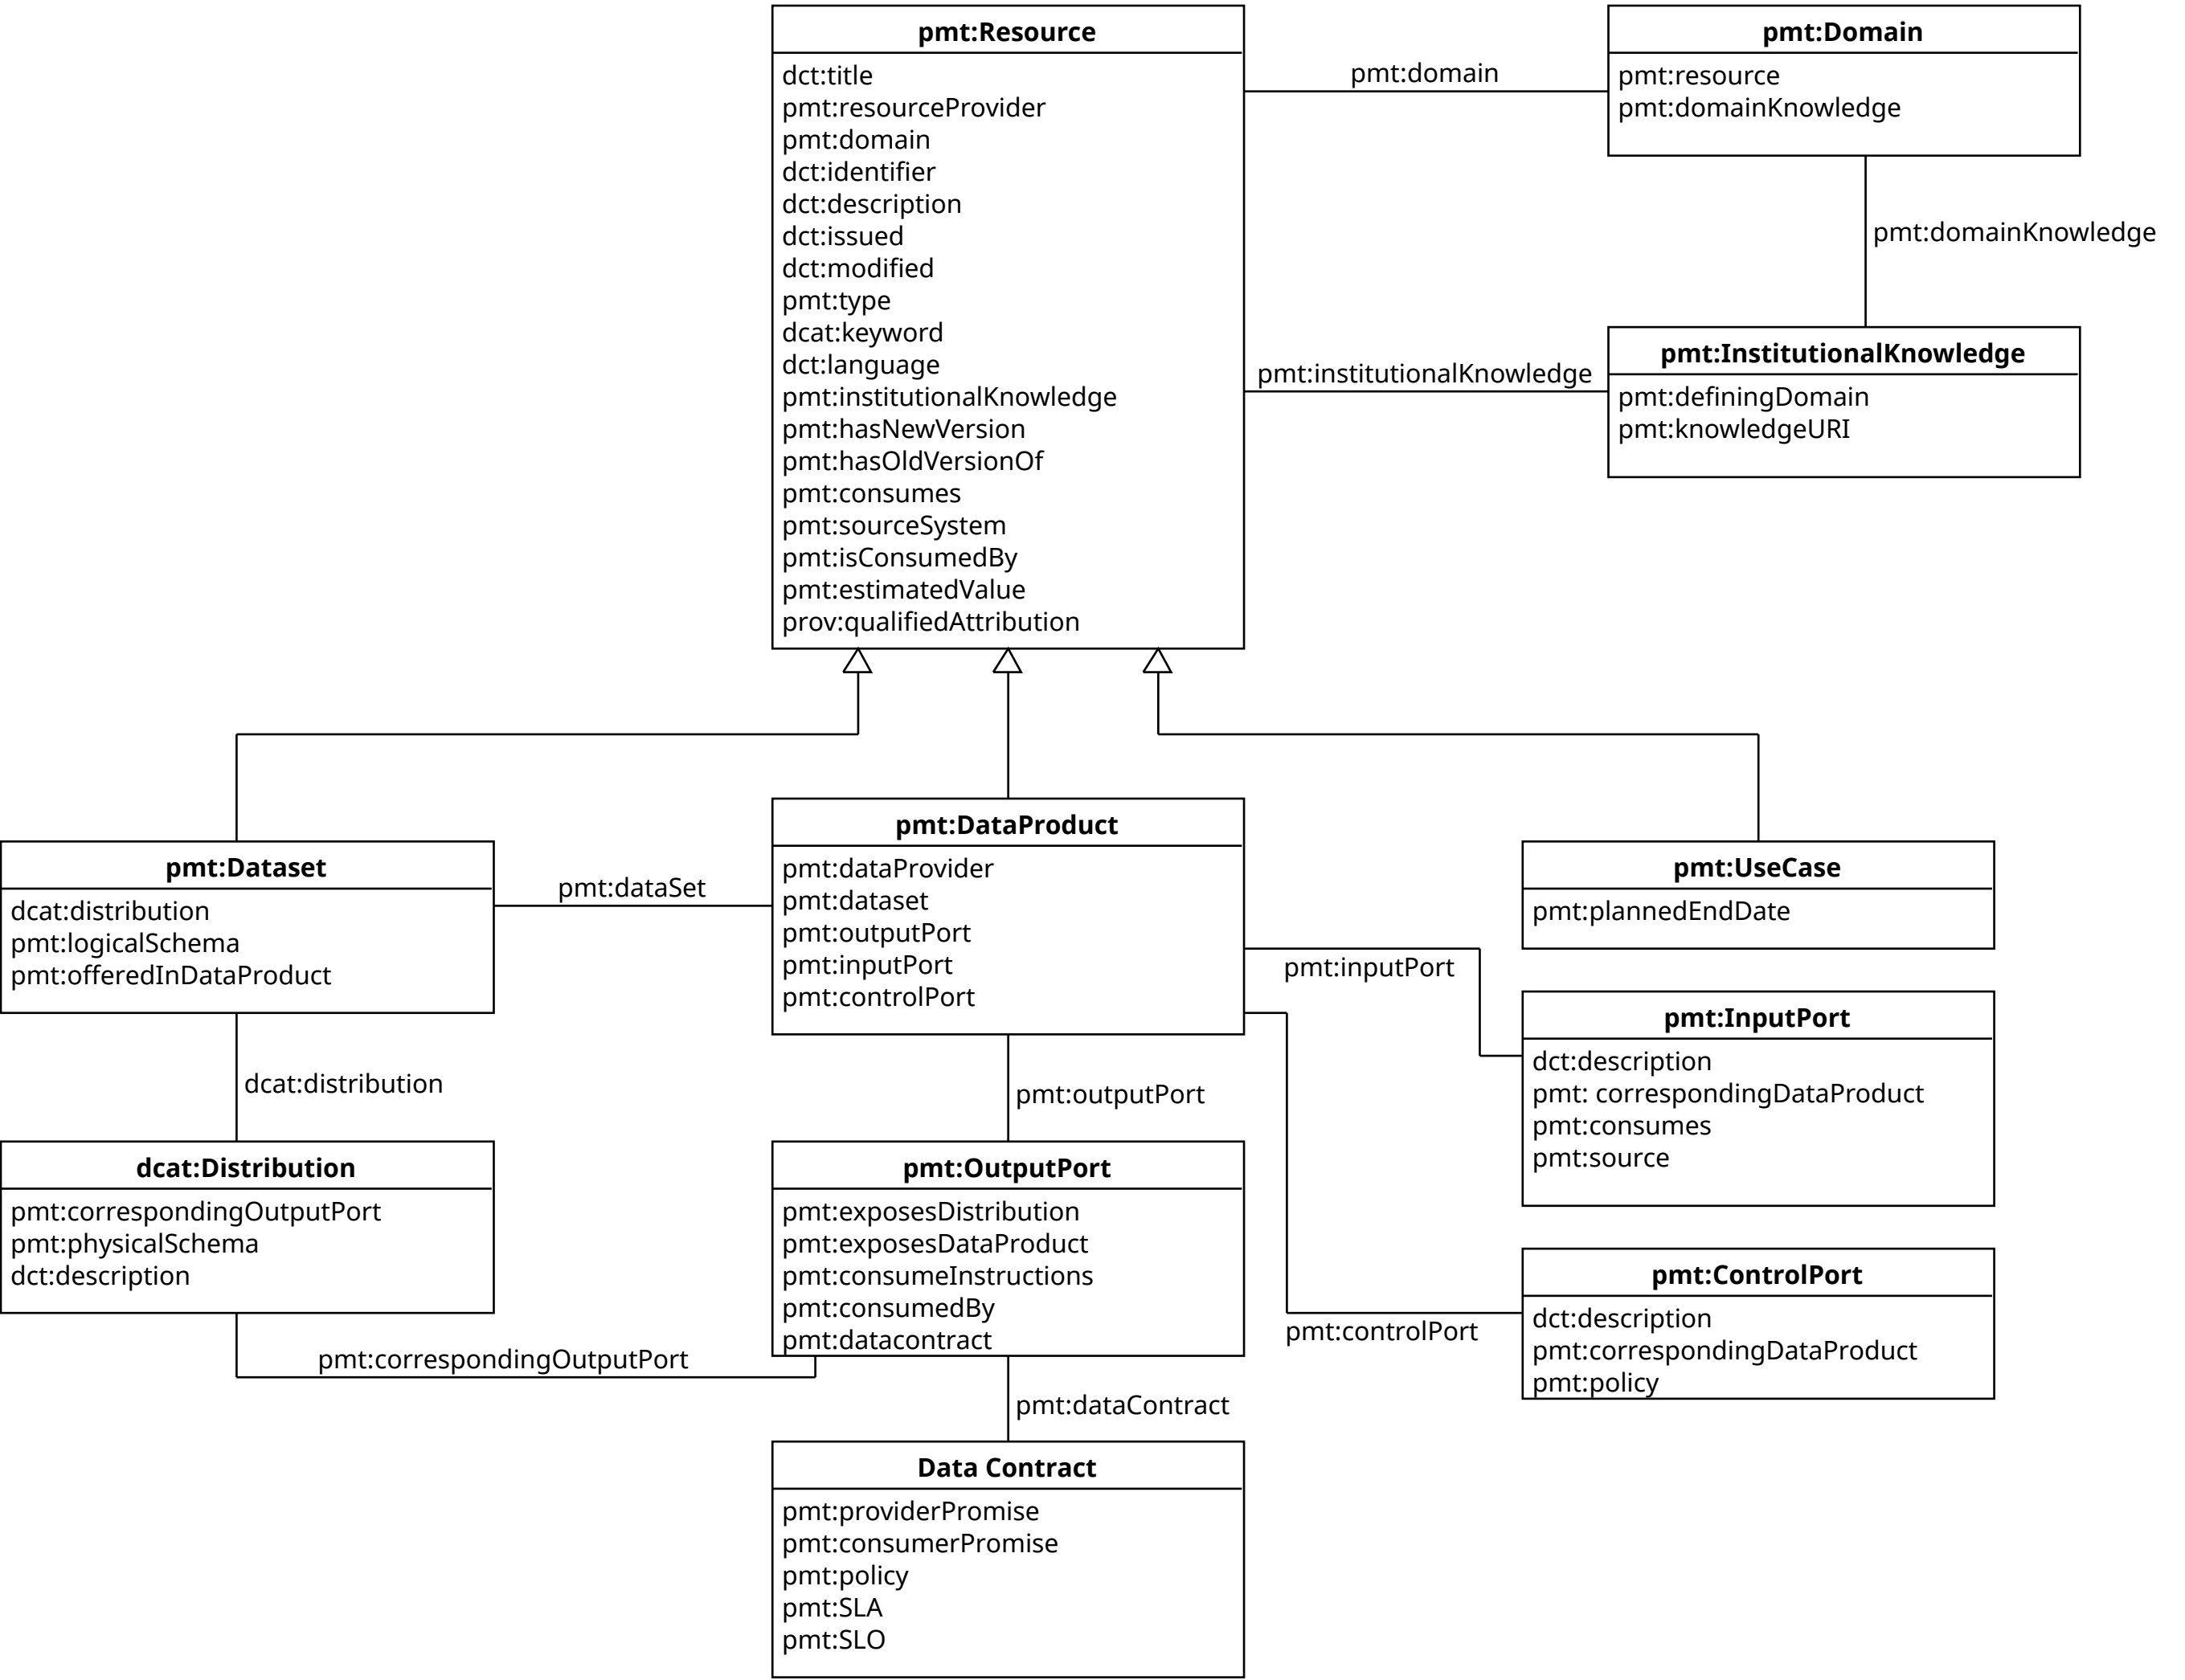 pmt:Resource
dct:title
pmt:resourceProvider
pmt:domain
dct:identifier
dct:description
dct:issued
dct:modified
pmt:type
dcat:keyword
dct:language
pmt:institutionalKnowledge
pmt:hasNewVersion
pmt:hasOldVersionOf
pmt:consumes
pmt:sourceSystem
pmt:isConsumedBy
pmt:estimatedValue
prov:qualifiedAttribution
pmt:domain
pmt:Domain
pmt:resource
pmt:domainKnowledge
pmt:domainKnowledge
pmt:institutionalKnowledge
pmt:InstitutionalKnowledge
pmt:definingDomain
pmt:knowledgeURI
pmt:Dataset
dcat:distribution
pmt:logicalSchema
pmt:offeredInDataProduct
pmt:dataSet
pmt:DataProduct
pmt:dataProvider
pmt:dataset
pmt:outputPort
pmt:inputPort
pmt:controlPort
pmt:UseCase
pmt:plannedEndDate
pmt:inputPort
pmt:InputPort
dct:description
pmt: correspondingDataProduct
pmt:consumes
pmt:source
dcat:distribution
pmt:outputPort
dcat:Distribution
pmt:correspondingOutputPort
pmt:physicalSchema
dct:description
pmt:OutputPort
pmt:exposesDistribution
pmt:exposesDataProduct
pmt:consumeInstructions
pmt:consumedBy
pmt:datacontract
pmt:controlPort
pmt:ControlPort
dct:description
pmt:correspondingDataProduct
pmt:policy
pmt:correspondingOutputPort
pmt:dataContract
Data Contract
pmt:providerPromise
pmt:consumerPromise
pmt:policy
pmt:SLA
pmt:SLO